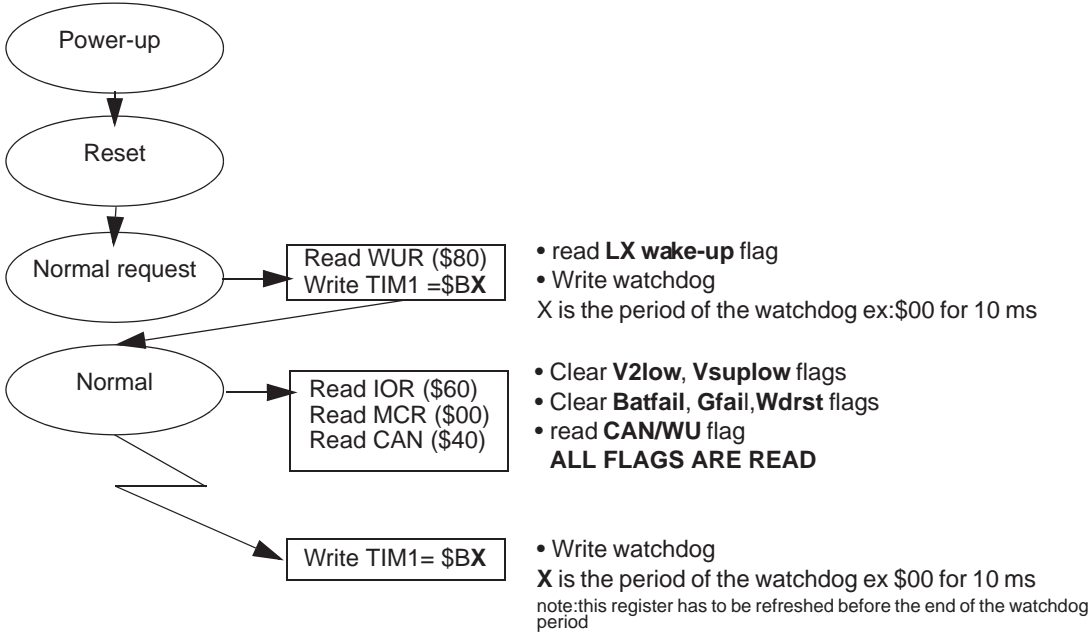 Power-up
Reset
Normal request
Read WUR ($80)
Write TIM1 =$BX
• read LX wake-up flag
• Write watchdog
X is the period of the watchdog ex:$00 for 10 ms
Normal
Read IOR ($60)
Read MCR ($00)
Read CAN ($40)
• Clear V2low, Vsuplow flags
• Clear Batfail, Gfail,Wdrst flags
• read CAN/WU flag
ALL FLAGS ARE READ
Write TIM1= $BX
• Write watchdog
X is the period of the watchdog ex $00 for 10 ms
note:this register has to be refreshed before the end of the watchdog
period